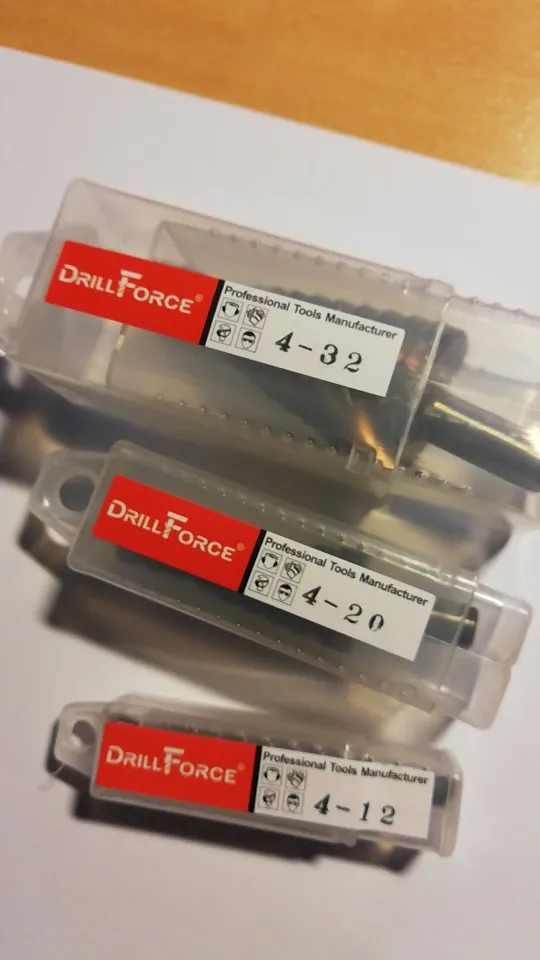 DRILLFORCE®
Professional Tools Manufacturer
4-32
DRILLFORCE®
Professional Tools Manufacturer
4-20
DRILLFORCE®
Professional Tools Manufacturer
4-12